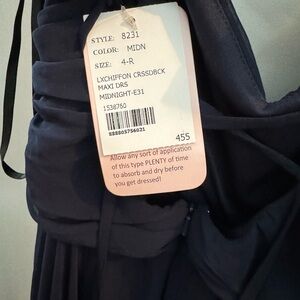 STYLE: 8231
COLOR: MIDN
SIZE: 4-R
LXCHIFFON CRSSDBCK
MAXI DRS
MIDNIGHT-E31
1538760
888803756021
455
Allow any sort of application
of this type PLENTY of time
to absorb and dry before
you get dressed!